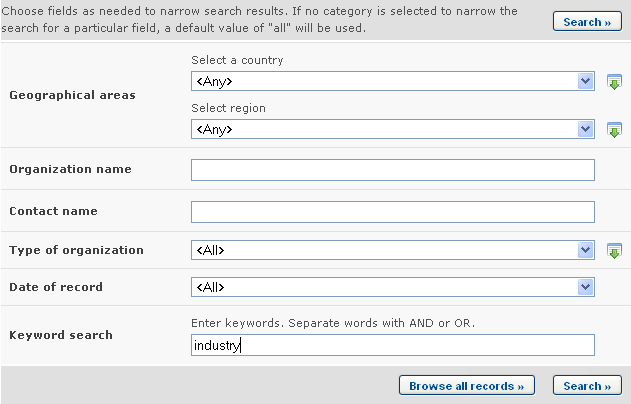 Choose fields as needed to narrow search results. If no category is selected to narrow the
search for a particular field, a default value of "all" will be used.
Search »
Geographical areas
Select a country
<Any>
Select region
<Any>
Organization name
Contact name
Type of organization
<All>
Date of record
<All>
Keyword search
Enter keywords. Separate words with AND or OR.
industry
Browse all records »
Search »